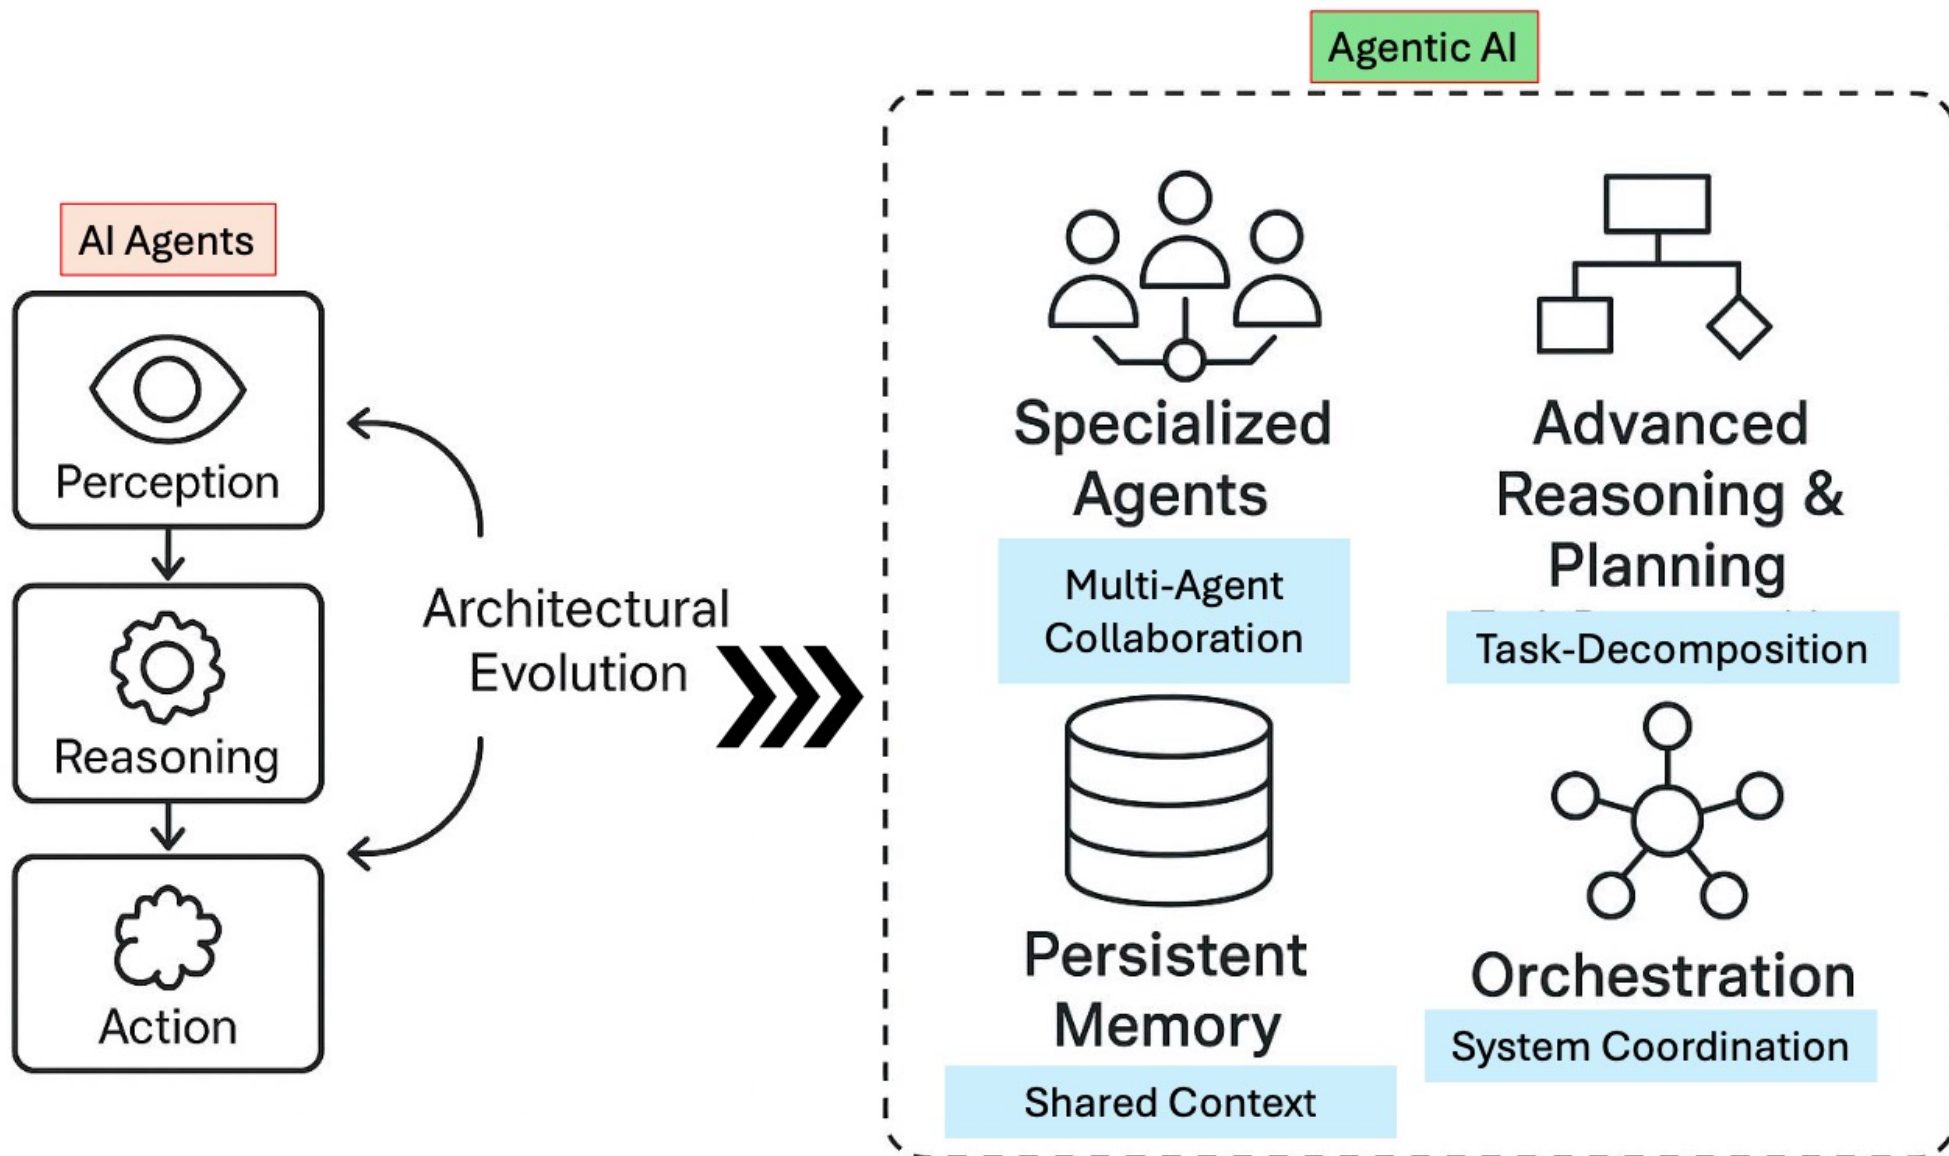 Agentic AI
AI Agents
Perception
Reasoning
Action
Architectural
Evolution
Specialized
Agents
Multi-Agent
Collaboration
Advanced
Reasoning &
Planning
Task-Decomposition
Persistent
Memory
Shared Context
Orchestration
System Coordination